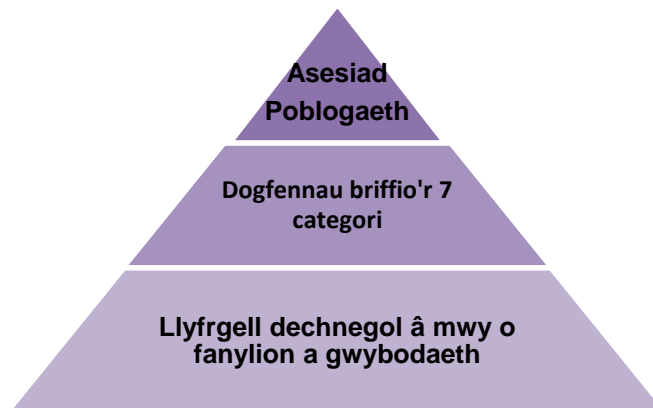 Asesiad
Poblogaeth
Dogfennau briffio'r 7
categori
Llyfrgell dechnegol â mwy o
fanylion a gwybodaeth